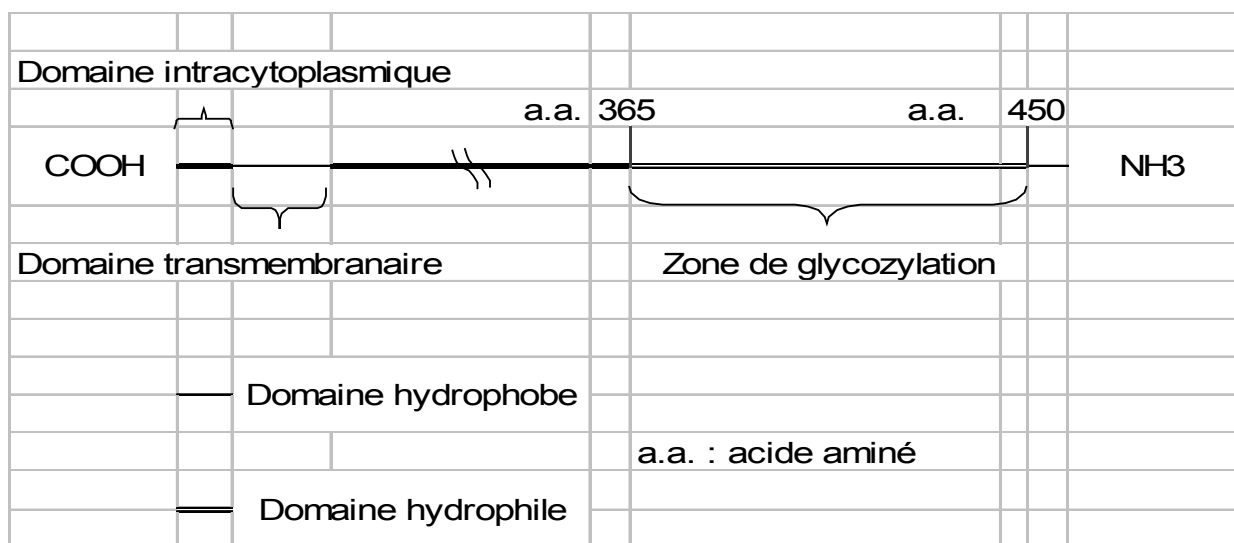 Domaine intracytoplasmique
a.a. 365 a.a. 450
COOH NH3
Domaine transmembranaire Zone de glycozylation
Domaine hydrophobe
a.a. : acide aminé
Domaine hydrophile